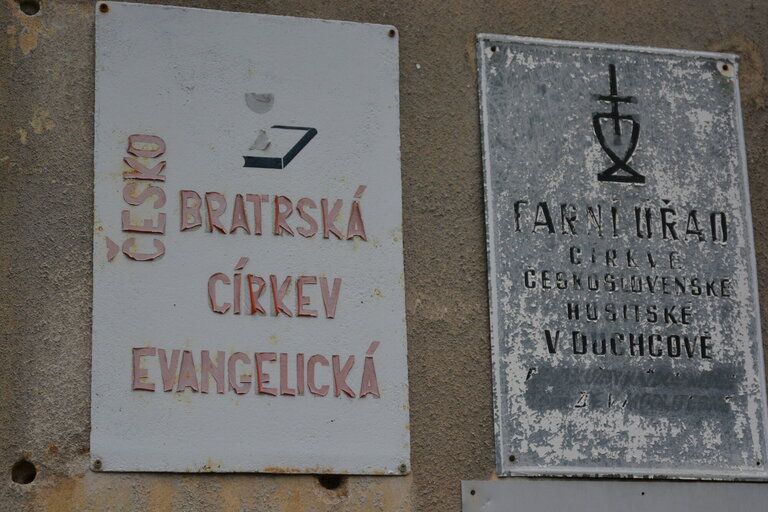 ČESKO
BRATRSKÁ
CÍRKEV
EVANGELICKÁ
FARNÍ ÚŘAD
CÍRKVE
ČESKOSLOVENSKÉ
HUSITSKÉ
V DUCHCOVĚ